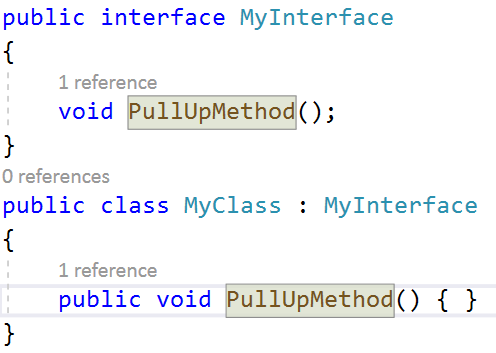 public interface MyInterface
{
1 reference
void PullUpMethod();
}
0 references
public class MyClass : MyInterface
{
1 reference
public void PullUpMethod() { }
}